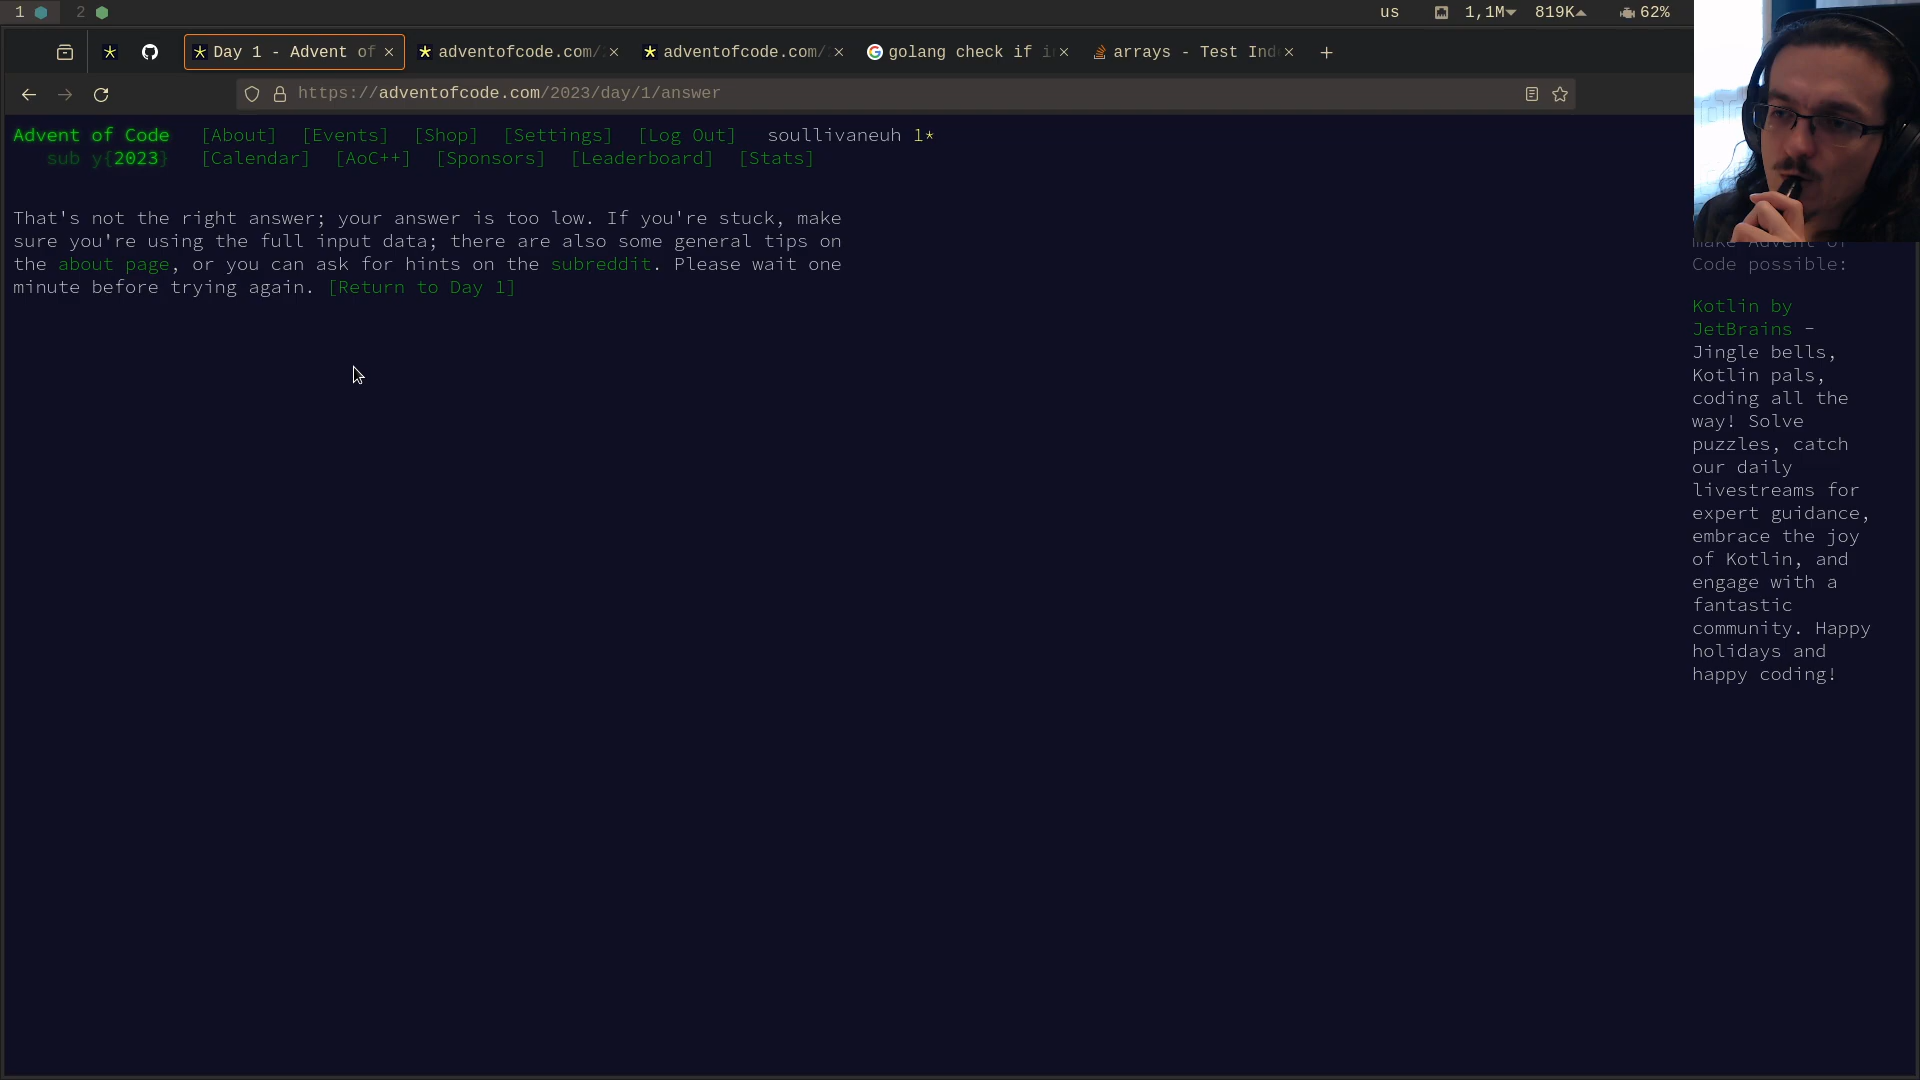 1 2 us 1,1M 819K 62%
Day 1 - Advent of adventofcode.com/ adventofcode.com/ golang check if i arrays - Test Ind
https://adventofcode.com/2023/day/1/answer
Advent of Code [About] [Events] [Shop] [Settings] [Log Out] soullivaneuh 1*
sub y{2023} [Calendar] [AoC++] [Sponsors] [Leaderboard] [Stats]
That's not the right answer; your answer is too low. If you're stuck, make
sure you're using the full input data; there are also some general tips on
the about page, or you can ask for hints on the subreddit. Please wait one
minute before trying again. [Return to Day 1]
make Advent of
Code possible:
Kotlin by
JetBrains -
Jingle bells,
Kotlin pals,
coding all the
way! Solve
puzzles, catch
our daily
livestreams for
expert guidance,
embrace the joy
of Kotlin, and
engage with a
fantastic
community. Happy
holidays and
happy coding!